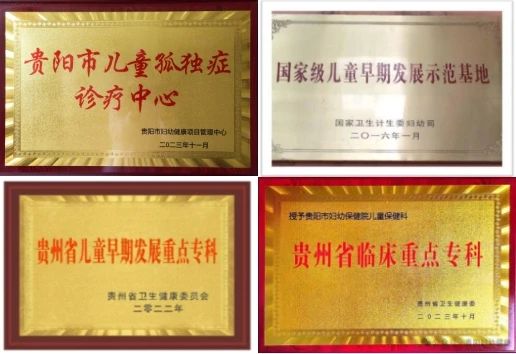 贵阳市儿童孤独症
诊疗中心
贵阳市妇幼健康项目管理中心
二〇二三年十一月
国家级儿童早期发展示范基地
国家卫生计生委妇幼司
二〇一六年一月
贵州省儿童早期发展重点专科
贵州省卫生健康委员会
二零二二年
授予贵阳市妇幼保健院儿童保健科
贵州省临床重点专科
贵州省卫生健康委
二〇二三年十月